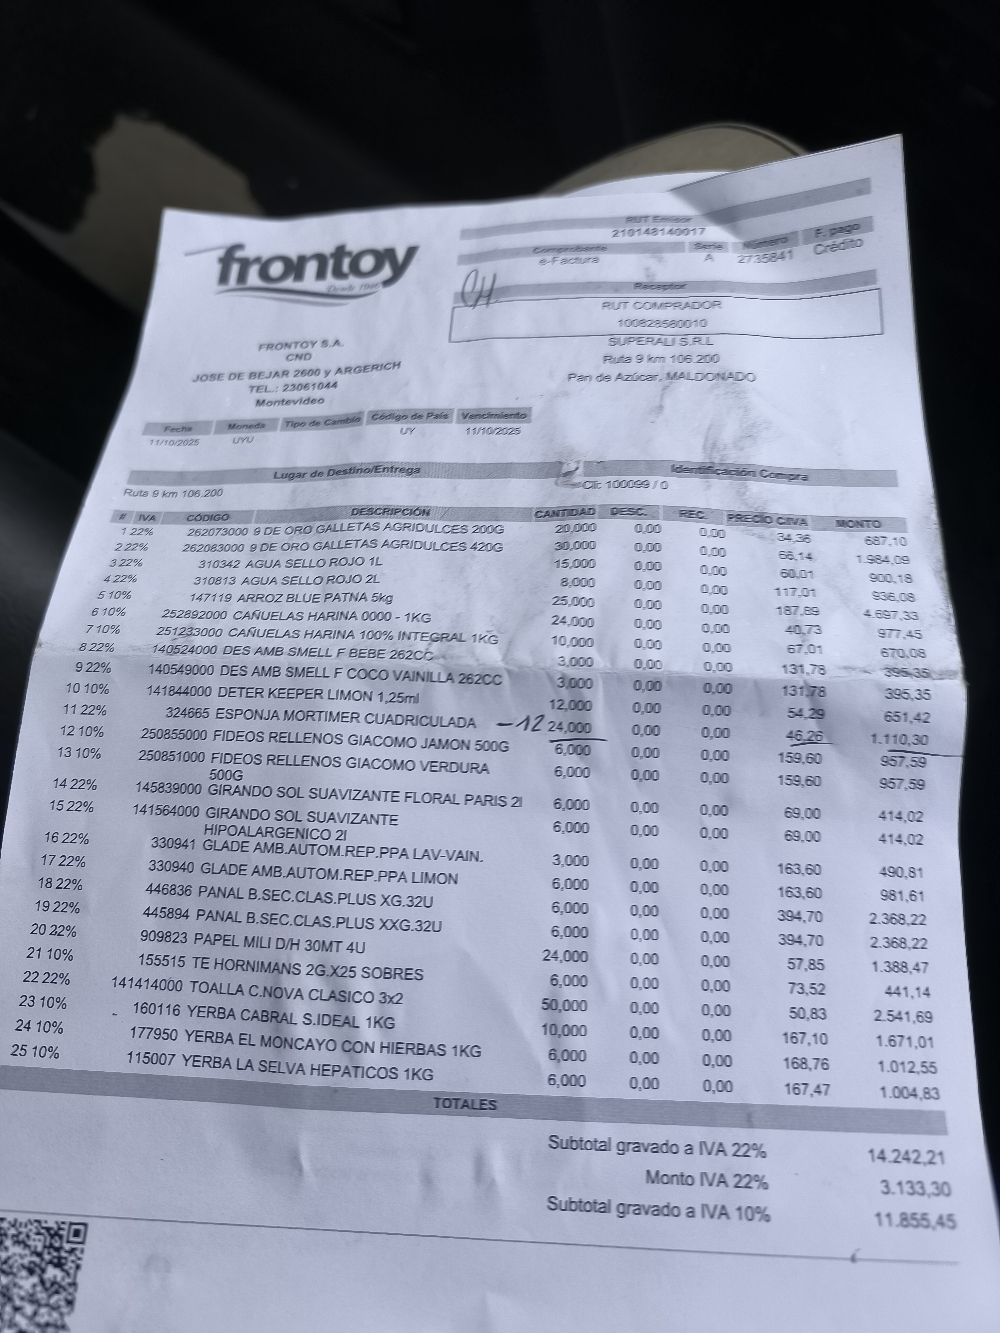 frontoy
Desde 1940
RUT Emisor
210148140017
Comprobante Serie Número F. pago
e-Factura A 2735841 Crédito
Receptor
RUT COMPRADOR
100828580010
SUPERALI S.R.L
Ruta 9 km 106.200
Pan de Azúcar, MALDONADO
FRONTOY S.A.
CND
JOSE DE BEJAR 2600 y ARGERICH
TEL.: 23061044
Montevideo
Fecha Moneda Tipo de Cambio Código de País Vencimiento
11/10/2025 UYU UY 11/10/2025
Lugar de Destino/Entrega Identificación Compra
Ruta 9 km 106.200 Cli: 100099 / 0
# IVA CÓDIGO DESCRIPCIÓN CANTIDAD DESC. REC. PRECIO C/IVA MONTO
1 22% 262073000 9 DE ORO GALLETAS AGRIDULCES 200G 20,000 0,00 0,00 34,36 687,10
2 22% 262083000 9 DE ORO GALLETAS AGRIDULCES 420G 30,000 0,00 0,00 66,14 1.984,09
3 22% 310342 AGUA SELLO ROJO 1L 15,000 0,00 0,00 60,01 900,18
4 22% 310813 AGUA SELLO ROJO 2L 8,000 0,00 0,00 117,01 936,08
5 10% 147119 ARROZ BLUE PATNA 5kg 25,000 0,00 0,00 187,89 4.697,33
6 10% 252892000 CAÑUELAS HARINA 0000 - 1KG 24,000 0,00 0,00 40,73 977,45
7 10% 251233000 CAÑUELAS HARINA 100% INTEGRAL 1KG 10,000 0,00 0,00 67,01 670,08
8 22% 140524000 DES AMB SMELL F BEBE 262CC 3,000 0,00 0,00 131,78 395,35
9 22% 140549000 DES AMB SMELL F COCO VAINILLA 262CC 3,000 0,00 0,00 131,78 395,35
10 10% 141844000 DETER KEEPER LIMON 1,25ml 12,000 0,00 0,00 54,29 651,42
11 22% 324665 ESPONJA MORTIMER CUADRICULADA -12 24,000 0,00 0,00 46,26 1.110,30
12 10% 250855000 FIDEOS RELLENOS GIACOMO JAMON 500G 6,000 0,00 0,00 159,60 957,59
13 10% 250851000 FIDEOS RELLENOS GIACOMO VERDURA 6,000 0,00 0,00 159,60 957,59
500G
14 22% 145839000 GIRANDO SOL SUAVIZANTE FLORAL PARIS 2l 6,000 0,00 0,00 69,00 414,02
15 22% 141564000 GIRANDO SOL SUAVIZANTE 6,000 0,00 0,00 69,00 414,02
HIPOALARGENICO 2l
16 22% 330941 GLADE AMB.AUTOM.REP.PPA LAV-VAIN. 3,000 0,00 0,00 163,60 490,81
17 22% 330940 GLADE AMB.AUTOM.REP.PPA LIMON 6,000 0,00 0,00 163,60 981,61
18 22% 446836 PANAL B.SEC.CLAS.PLUS XG.32U 6,000 0,00 0,00 394,70 2.368,22
19 22% 445894 PANAL B.SEC.CLAS.PLUS XXG.32U 6,000 0,00 0,00 394,70 2.368,22
20 22% 909823 PAPEL MILI D/H 30MT 4U 24,000 0,00 0,00 57,85 1.388,47
21 10% 155515 TE HORNIMANS 2G.X25 SOBRES 6,000 0,00 0,00 73,52 441,14
22 22% 141414000 TOALLA C.NOVA CLASICO 3x2 50,000 0,00 0,00 50,83 2.541,69
23 10% 160116 YERBA CABRAL S.IDEAL 1KG 10,000 0,00 0,00 167,10 1.671,01
24 10% 177950 YERBA EL MONCAYO CON HIERBAS 1KG 6,000 0,00 0,00 168,76 1.012,55
25 10% 115007 YERBA LA SELVA HEPATICOS 1KG 6,000 0,00 0,00 167,47 1.004,83
TOTALES
Subtotal gravado a IVA 22% 14.242,21
Monto IVA 22% 3.133,30
Subtotal gravado a IVA 10% 11.855,45